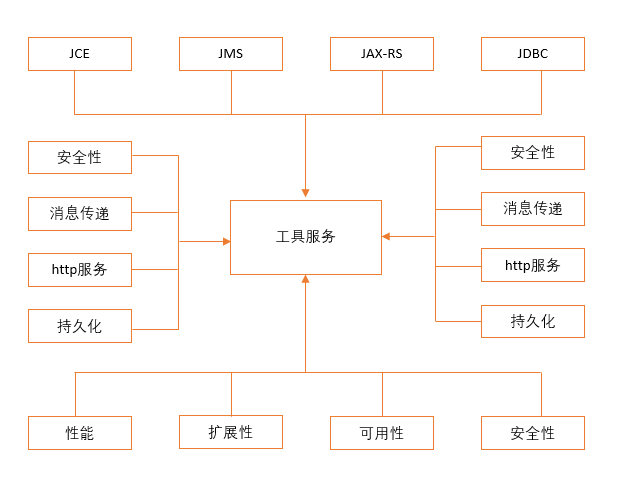 JCE
JMS
JAX-RS
JDBC
安全性
消息传递
http服务
持久化
工具服务
安全性
消息传递
http服务
持久化
性能
扩展性
可用性
安全性